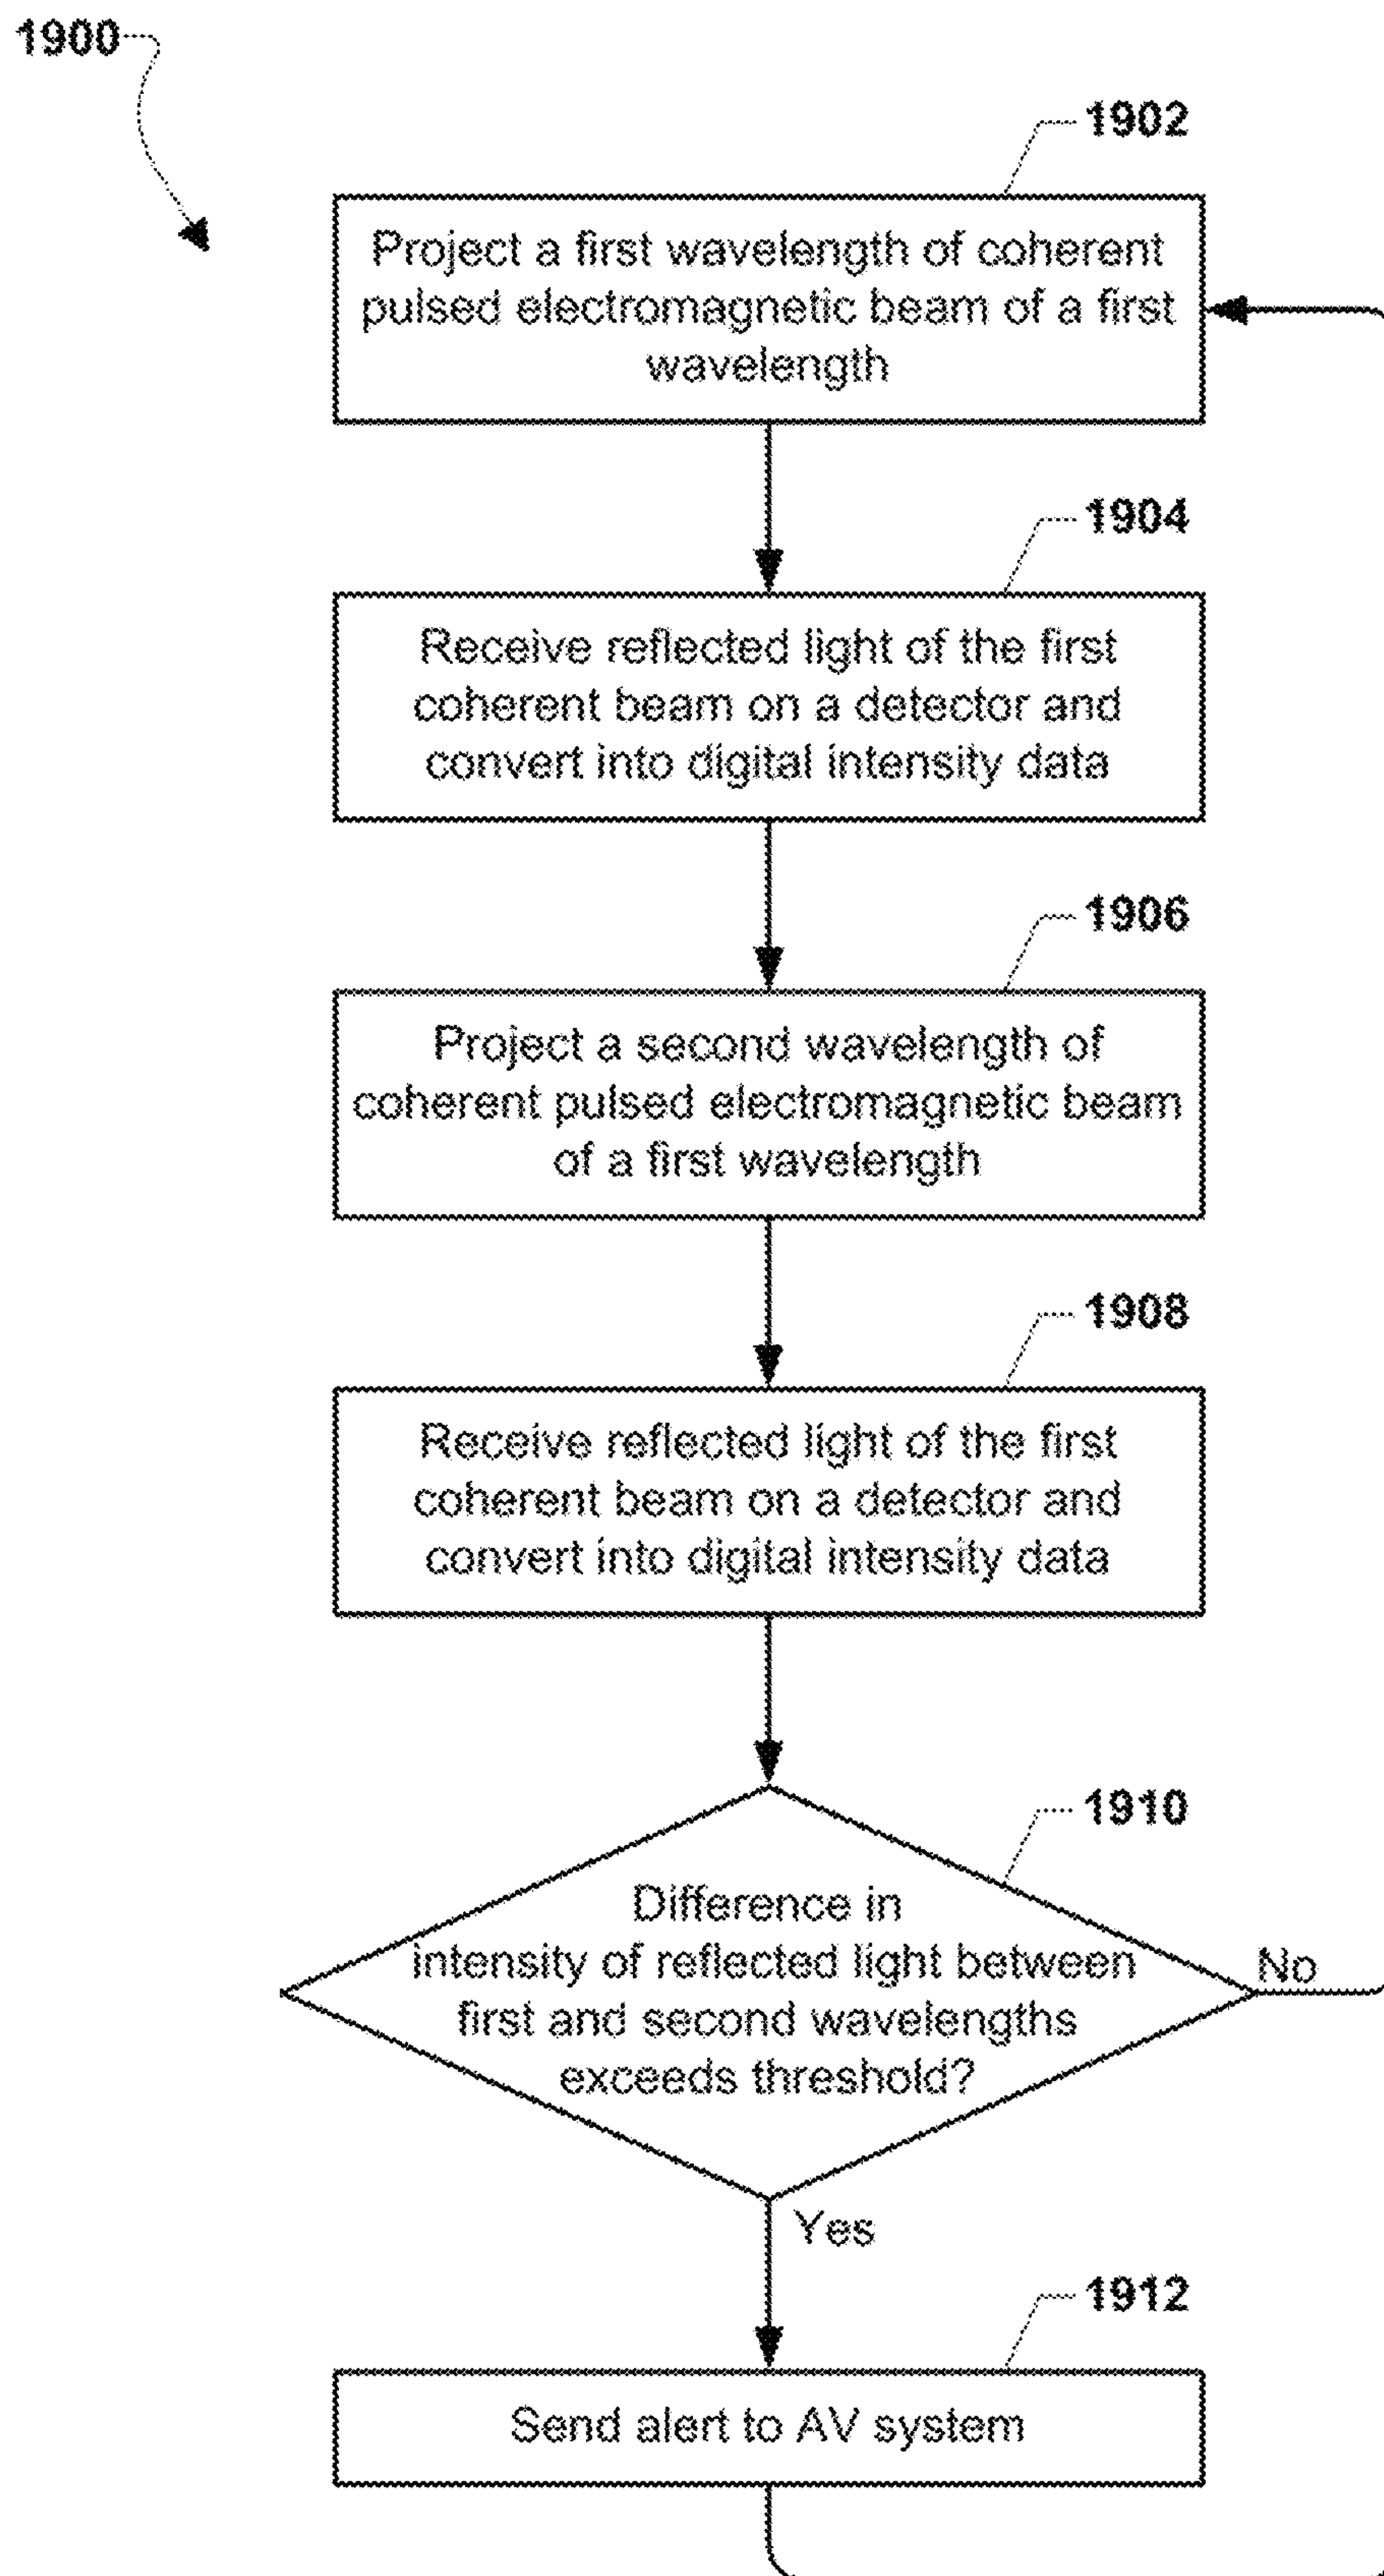 1900
1902
Project a first wavelength of coherent
pulsed electromagnetic beam of a first
wavelength
1904
Receive reflected light of the first
coherent beam on a detector and
convert into digital intensity data
1906
Project a second wavelength of
coherent pulsed electromagnetic beam
of a first wavelength
1908
Receive reflected light of the first
coherent beam on a detector and
convert into digital intensity data
1910
Difference in
intensity of reflected light between
first and second wavelengths
exceeds threshold?
No
Yes
1912
Send alert to AV system